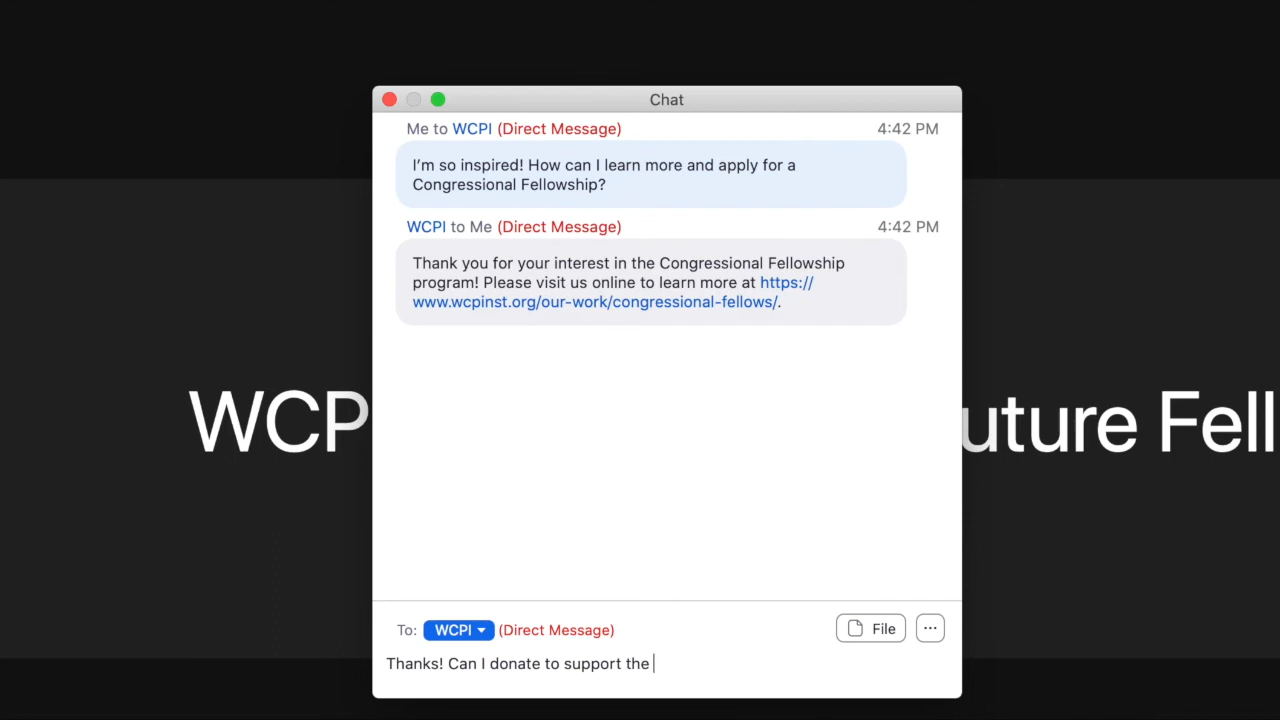 Chat
Me to WCPI (Direct Message) 4:42 PM
I'm so inspired! How can I learn more and apply for a
Congressional Fellowship?
WCPI to Me (Direct Message) 4:42 PM
Thank you for your interest in the Congressional Fellowship
program! Please visit us online to learn more at https://
www.wcpinst.org/our-work/congressional-fellows/.
WCP uture Fell
To: WCPI (Direct Message) File ...
Thanks! Can I donate to support the